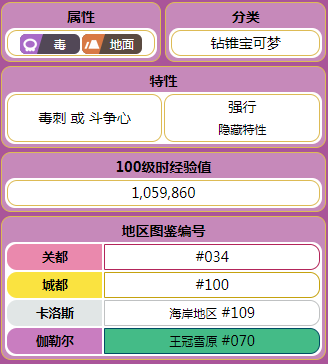 属性 分类
毒 地面 钻锥宝可梦
特性
毒刺 或 斗争心 强行
隐藏特性
100级时经验值
1,059,860
地区图鉴编号
关都 #034
城都 #100
卡洛斯 海岸地区 #109
伽勒尔 王冠雪原 #070